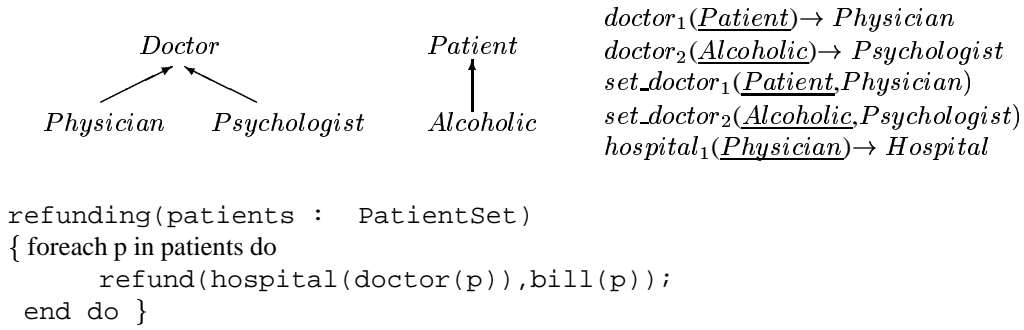 Doctor Patient
Physician Psychologist Alcoholic
doctor₁(Patient)→ Physician
doctor₂(Alcoholic)→ Psychologist
set_doctor₁(Patient,Physician)
set_doctor₂(Alcoholic,Psychologist)
hospital₁(Physician)→ Hospital
refunding(patients : PatientSet)
{ foreach p in patients do
refund(hospital(doctor(p)),bill(p));
end do }